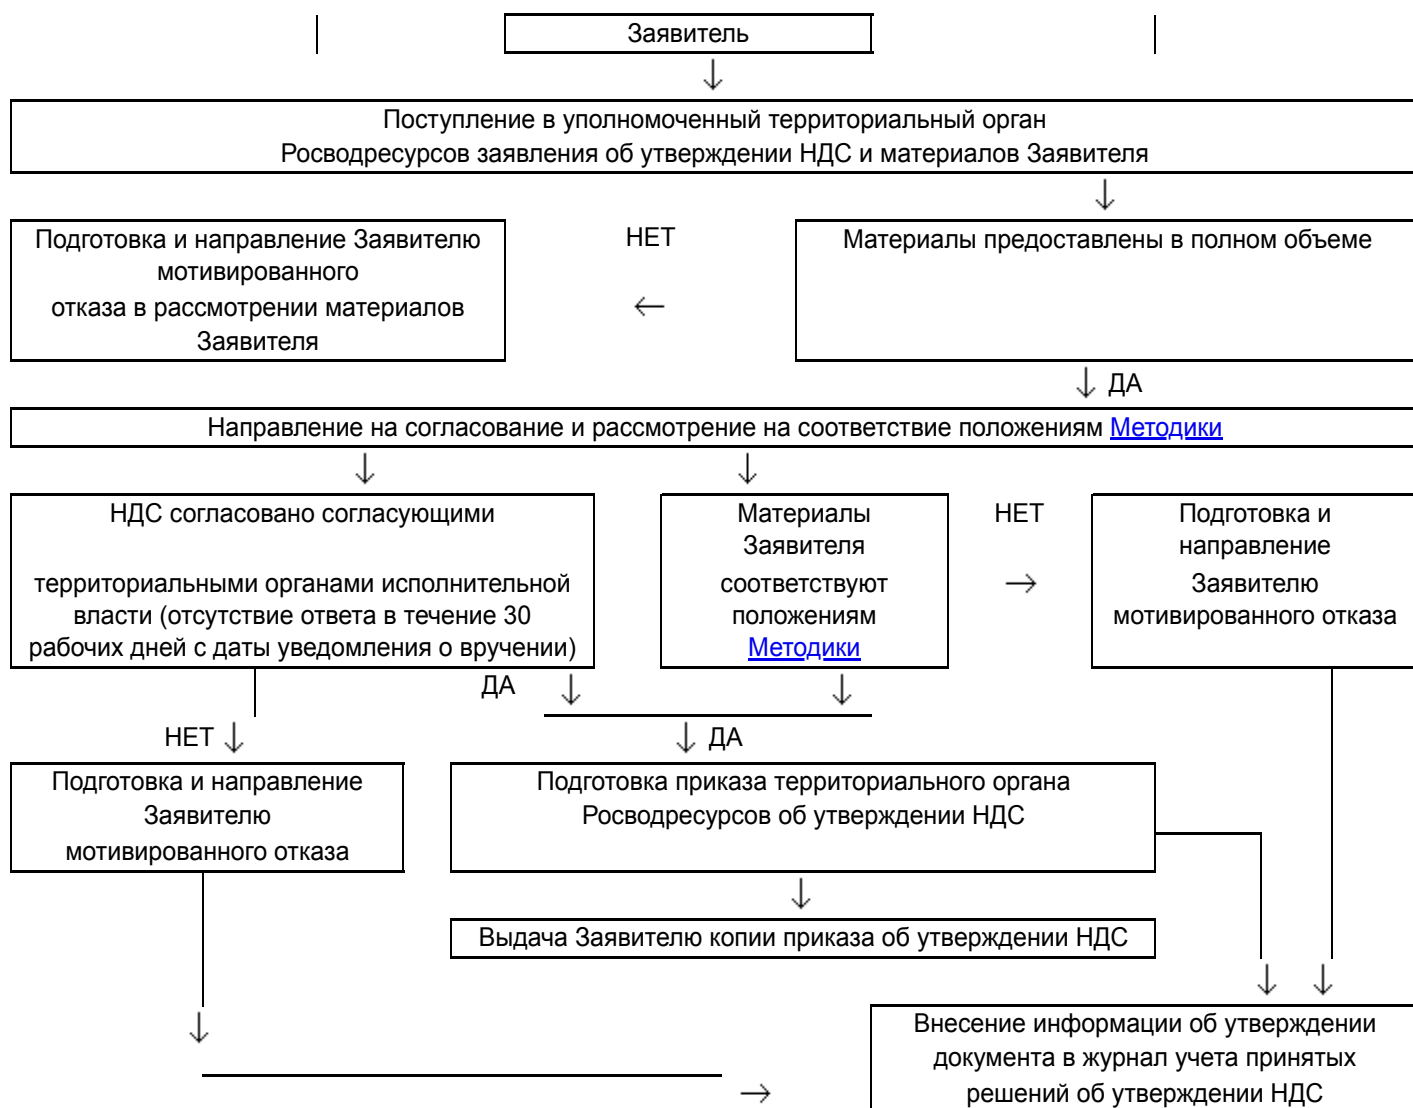 Заявитель
Поступление в уполномоченный территориальный орган
Росводресурсов заявления об утверждении НДС и материалов Заявителя
Подготовка и направление Заявителю
мотивированного
отказа в рассмотрении материалов
Заявителя
НЕТ
Материалы предоставлены в полном объеме
ДА
Направление на согласование и рассмотрение на соответствие положениям Методики
НДС согласовано согласующими
территориальными органами исполнительной
власти (отсутствие ответа в течение 30
рабочих дней с даты уведомления о вручении)
Материалы
Заявителя
соответствуют
положениям
Методики
НЕТ
Подготовка и
направление
Заявителю
мотивированного отказа
ДА
НЕТ
ДА
Подготовка и направление
Заявителю
мотивированного отказа
Подготовка приказа территориального органа
Росводресурсов об утверждении НДС
Выдача Заявителю копии приказа об утверждении НДС
Внесение информации об утверждении
документа в журнал учета принятых
решений об утверждении НДС